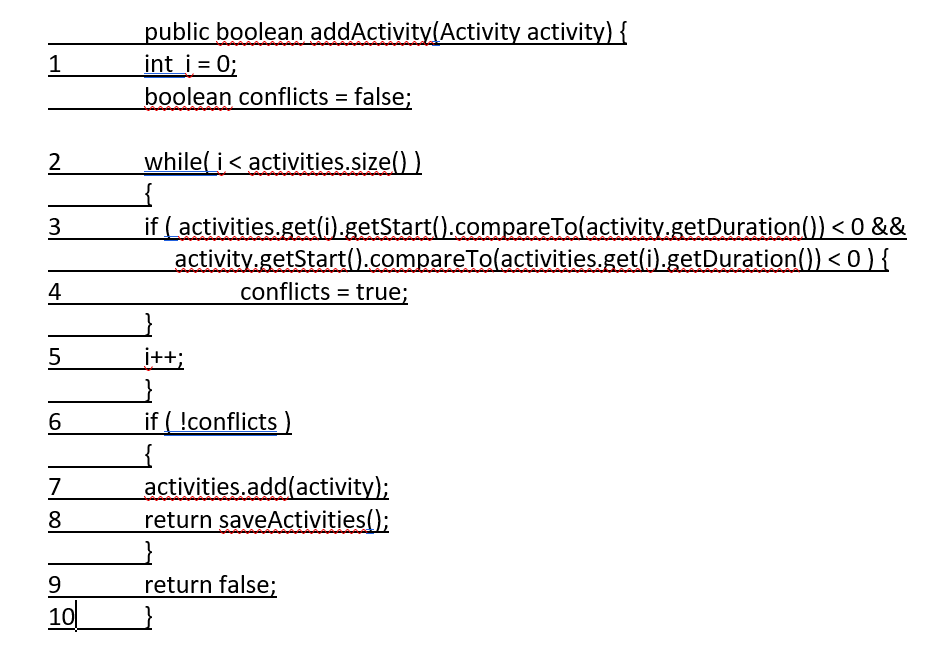 public boolean addActivity(Activity activity) {
1 int i = 0;
boolean conflicts = false;
2 while( i < activities.size() )
{
3 if ( activities.get(i).getStart().compareTo(activity.getDuration()) < 0 &&
activity.getStart().compareTo(activities.get(i).getDuration()) < 0 ) {
4 conflicts = true;
}
5 i++;
}
6 if ( !conflicts )
{
7 activities.add(activity);
8 return saveActivities();
}
9 return false;
10 }